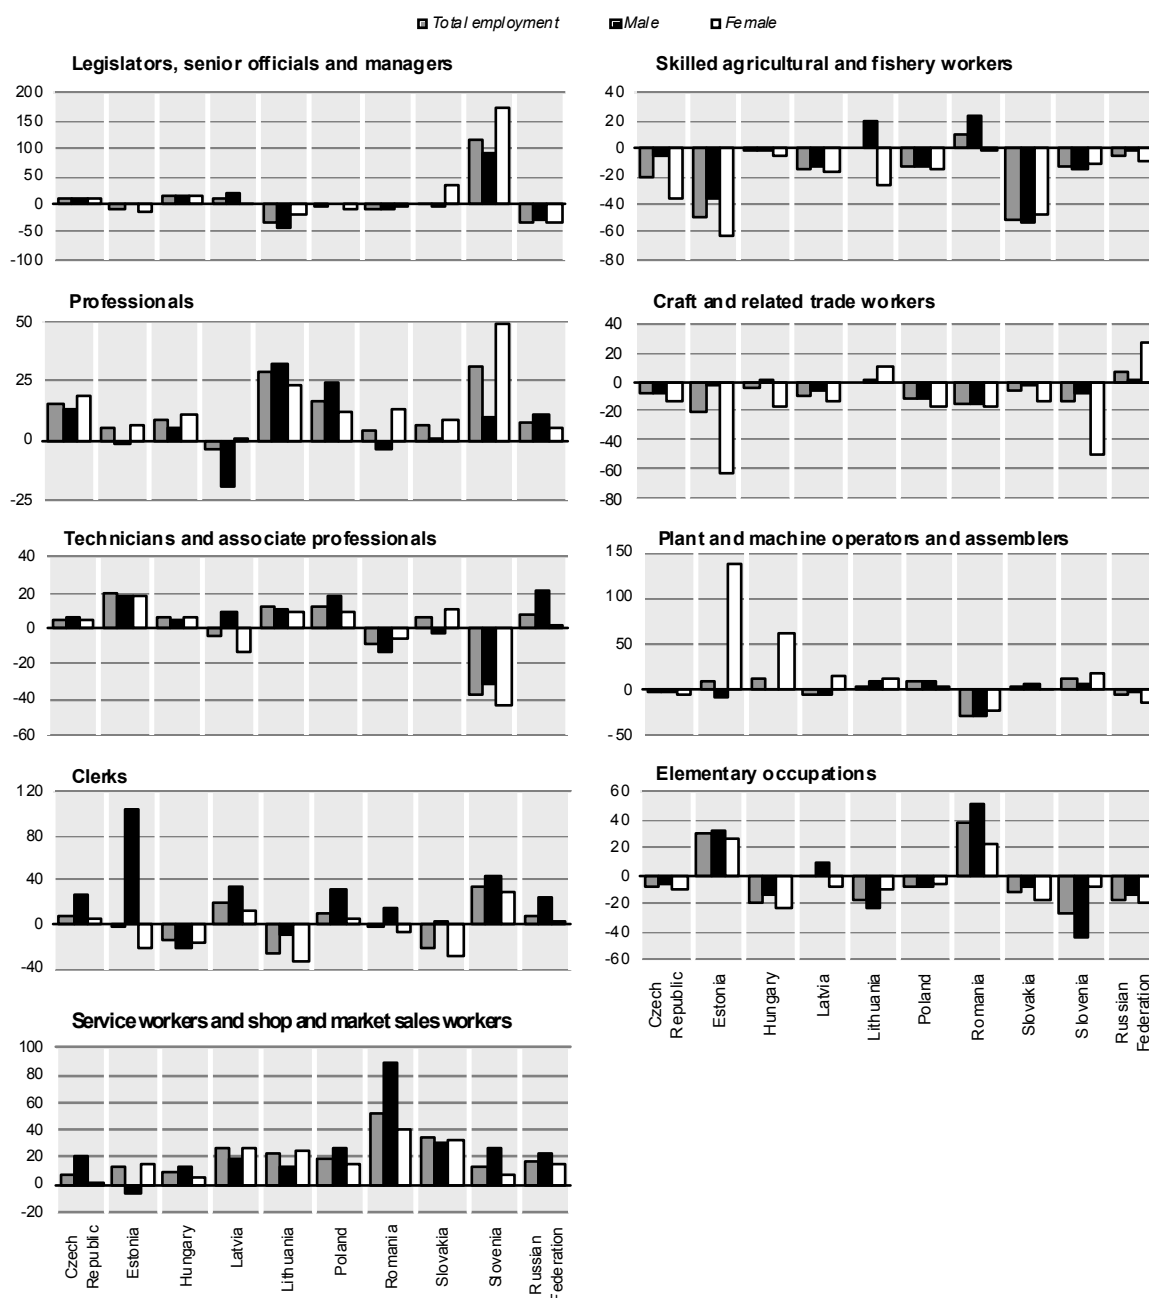 Total employment Male Female
Legislators, senior officials and managers
200
150
100
50
0
-50
-100
Professionals
50
25
0
-25
Technicians and associate professionals
40
20
0
-20
-40
-60
Clerks
120
80
40
0
-40
Service workers and shop and market sales workers
100
80
60
40
20
0
-20
Czech Republic
Estonia
Hungary
Latvia
Lithuania
Poland
Romania
Slovakia
Slovenia
Russian Federation
Skilled agricultural and fishery workers
40
20
0
-20
-40
-60
-80
Craft and related trade workers
40
20
0
-20
-40
-60
-80
Plant and machine operators and assemblers
150
100
50
0
-50
Elementary occupations
60
40
20
0
-20
-40
-60
Czech Republic
Estonia
Hungary
Latvia
Lithuania
Poland
Romania
Slovakia
Slovenia
Russian Federation